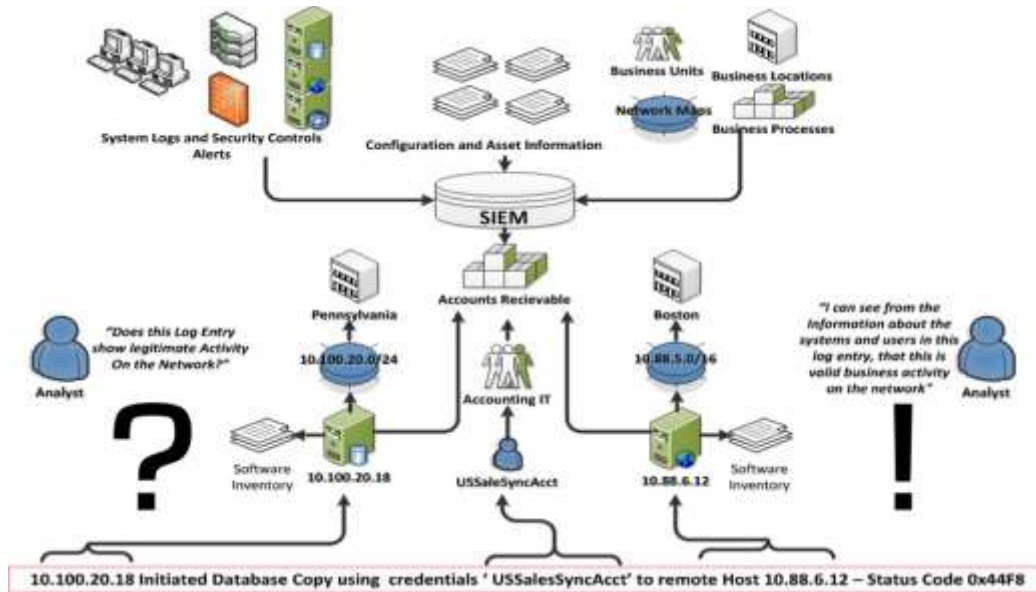 Business Units
Business Locations
Network Maps
Business Processes
System Logs and Security Controls
Alerts
Configuration and Asset Information
SIEM
Accounts Recievable
Pennsylvania
Boston
"Does this Log Entry
show legitimate Activity
On the Network?"
Analyst
?
10.100.20.0/24
Accounting IT
10.88.5.0/16
"I can see from the
Information about the
systems and users in this
log entry, that this is
valid business activity
on the network"
Analyst
!
Software
Inventory
10.100.20.18
USSaleSyncAcct
10.88.6.12
Software
Inventory
10.100.20.18 Initiated Database Copy using credentials ' USSalesSyncAcct' to remote Host 10.88.6.12 – Status Code 0x44F8